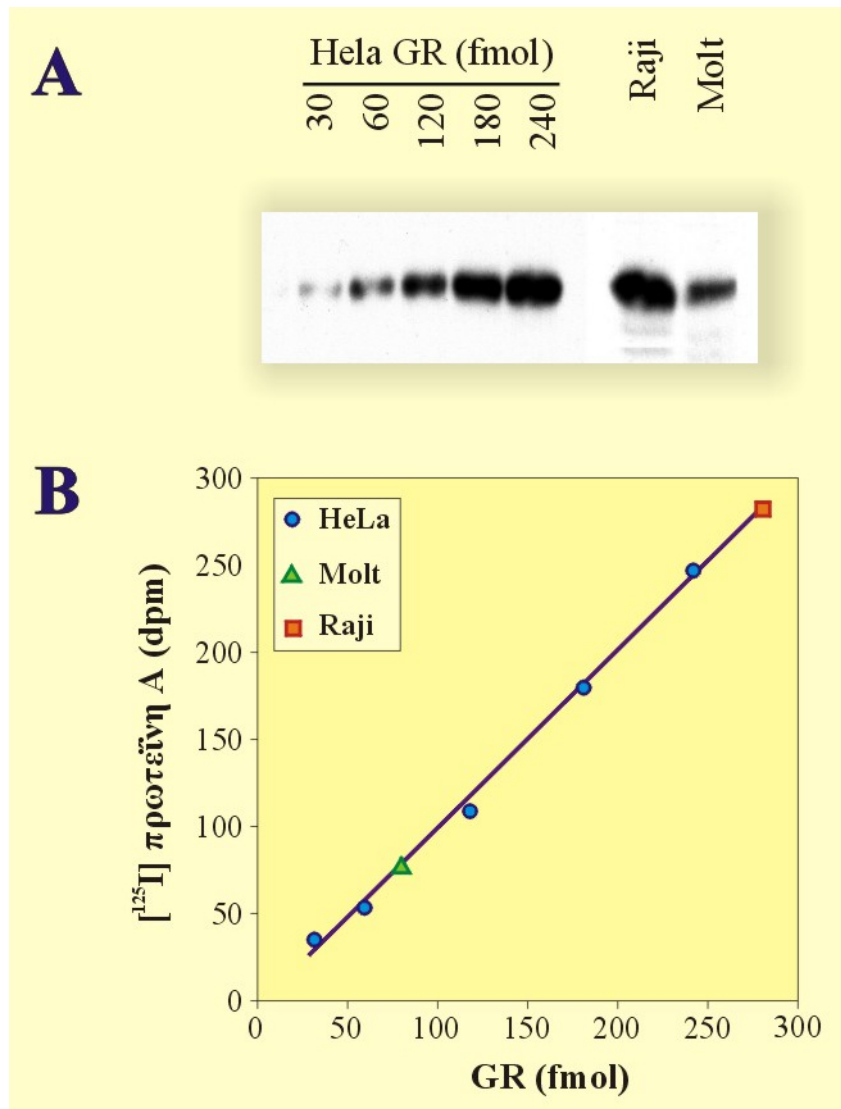 A
Hela GR (fmol)
30 60 120 180 240 Raji Molt
B
300
250
200
150
100
50
0
HeLa
Molt
Raji
[¹²⁵I] πρωτεΐνη A (dpm)
0 50 100 150 200 250 300
GR (fmol)